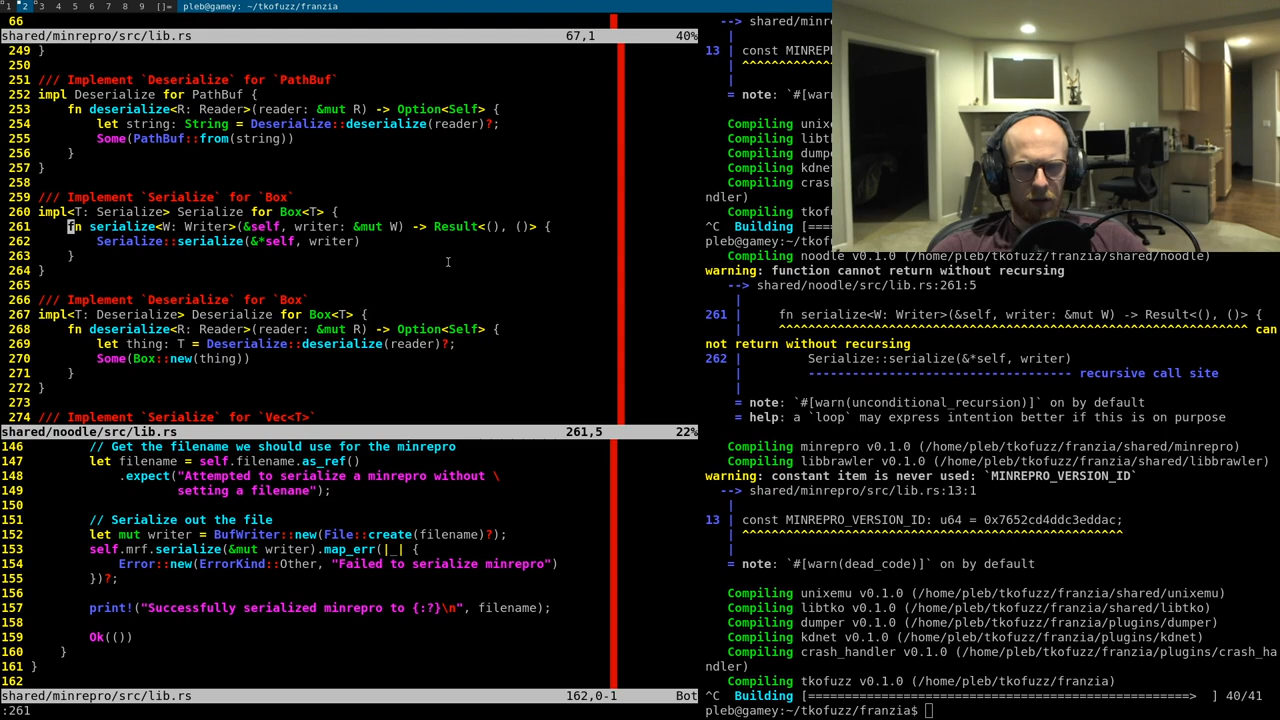 1 2 3 4 5 6 7 8 9 []= pleb@gamey: ~/tkofuzz/franzia
66
shared/minrepro/src/lib.rs 67,1 40%
249 }
250
251 /// Implement `Deserialize` for `PathBuf`
252 impl Deserialize for PathBuf {
253 fn deserialize<R: Reader>(reader: &mut R) -> Option<Self> {
254 let string: String = Deserialize::deserialize(reader)?;
255 Some(PathBuf::from(string))
256 }
257 }
258
259 /// Implement `Serialize` for `Box`
260 impl<T: Serialize> Serialize for Box<T> {
261 fn serialize<W: Writer>(&self, writer: &mut W) -> Result<(), ()> {
262 Serialize::serialize(&*self, writer)
263 }
264 }
265
266 /// Implement `Deserialize` for `Box`
267 impl<T: Deserialize> Deserialize for Box<T> {
268 fn deserialize<R: Reader>(reader: &mut R) -> Option<Self> {
269 let thing: T = Deserialize::deserialize(reader)?;
270 Some(Box::new(thing))
271 }
272 }
273
274 /// Implement `Serialize` for `Vec<T>`
shared/noodle/src/lib.rs 261,5 22%
146 // Get the filename we should use for the minrepro
147 let filename = self.filename.as_ref()
148 .expect("Attempted to serialize a minrepro without \
149 setting a filename");
150
151 // Serialize out the file
152 let mut writer = BufWriter::new(File::create(filename)?);
153 self.mrf.serialize(&mut writer).map_err(|_| {
154 Error::new(ErrorKind::Other, "Failed to serialize minrepro")
155 })?;
156
157 print!("Successfully serialized minrepro to {:?}\n", filename);
158
159 Ok(())
160 }
161 }
162
shared/minrepro/src/lib.rs 162,0-1 Bot
:261
--> shared/minre
|
13 | const MINREP
| ^^^^^^^^^^^^
|
= note: `#[warn
Compiling unixe
Compiling libtk
Compiling dumpe
Compiling kdnet
Compiling crash
ndler)
Compiling tkofu
^C Building [====
pleb@gamey:~/tkofu
Compiling noodle v0.1.0 (/home/pleb/tkofuzz/franzia/shared/noodle)
warning: function cannot return without recursing
--> shared/noodle/src/lib.rs:261:5
|
261 | fn serialize<W: Writer>(&self, writer: &mut W) -> Result<(), ()> {
| ^^^^^^^^^^^^^^^^^^^^^^^^^^^^^^^^^^^^^^^^^^^^^^^^^^^^^^^^^^^^^^^^ can
not return without recursing
262 | Serialize::serialize(&*self, writer)
| ------------------------------------ recursive call site
|
= note: `#[warn(unconditional_recursion)]` on by default
= help: a `loop` may express intention better if this is on purpose
Compiling minrepro v0.1.0 (/home/pleb/tkofuzz/franzia/shared/minrepro)
Compiling libbrawler v0.1.0 (/home/pleb/tkofuzz/franzia/shared/libbrawler)
warning: constant item is never used: `MINREPRO_VERSION_ID`
--> shared/minrepro/src/lib.rs:13:1
|
13 | const MINREPRO_VERSION_ID: u64 = 0x7652cd4ddc3eddac;
| ^^^^^^^^^^^^^^^^^^^^^^^^^^^^^^^^^^^^^^^^^^^^^^^^^^^^
|
= note: `#[warn(dead_code)]` on by default
Compiling unixemu v0.1.0 (/home/pleb/tkofuzz/franzia/shared/unixemu)
Compiling libtko v0.1.0 (/home/pleb/tkofuzz/franzia/shared/libtko)
Compiling dumper v0.1.0 (/home/pleb/tkofuzz/franzia/plugins/dumper)
Compiling kdnet v0.1.0 (/home/pleb/tkofuzz/franzia/plugins/kdnet)
Compiling crash_handler v0.1.0 (/home/pleb/tkofuzz/franzia/plugins/crash_ha
ndler)
Compiling tkofuzz v0.1.0 (/home/pleb/tkofuzz/franzia)
^C Building [====================================================> ] 40/41
pleb@gamey:~/tkofuzz/franzia$